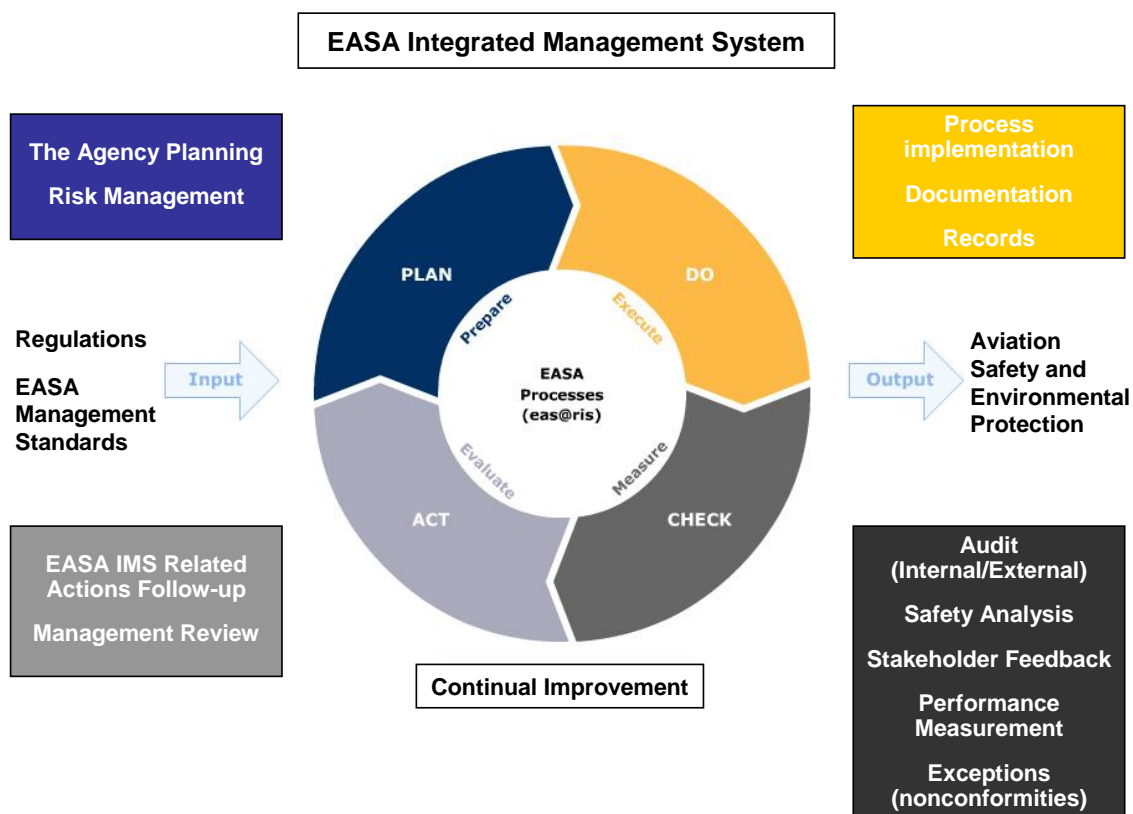 EASA Integrated Management System
The Agency Planning
Risk Management
Process
implementation
Documentation
Records
PLAN
DO
Prepare
Execute
Regulations
EASA
Management
Standards
Input
EASA
Processes
(eas@ris)
Output
Aviation
Safety and
Environmental
Protection
Evaluate
Measure
ACT
CHECK
EASA IMS Related
Actions Follow-up
Management Review
Continual Improvement
Audit
(Internal/External)
Safety Analysis
Stakeholder Feedback
Performance
Measurement
Exceptions
(nonconformities)